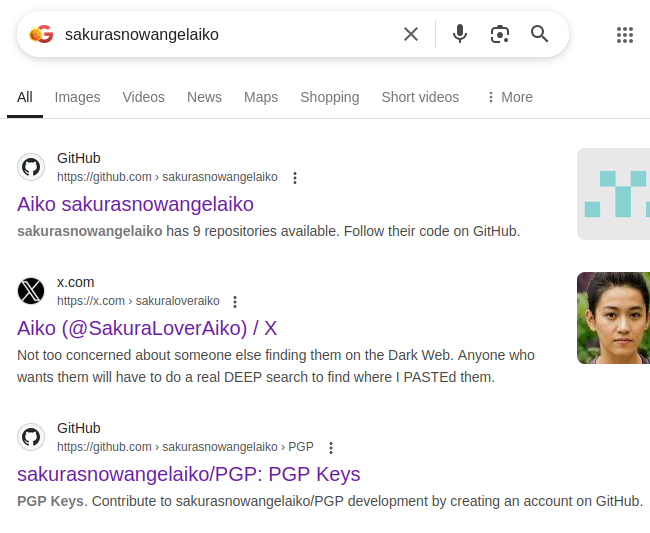 sakurasnowangelaiko
All Images Videos News Maps Shopping Short videos More
GitHub
https://github.com › sakurasnowangelaiko
Aiko sakurasnowangelaiko
sakurasnowangelaiko has 9 repositories available. Follow their code on GitHub.
x.com
https://x.com › sakuraloveraiko
Aiko (@SakuraLoverAiko) / X
Not too concerned about someone else finding them on the Dark Web. Anyone who
wants them will have to do a real DEEP search to find where I PASTEd them.
GitHub
https://github.com › sakurasnowangelaiko › PGP
sakurasnowangelaiko/PGP: PGP Keys
PGP Keys. Contribute to sakurasnowangelaiko/PGP development by creating an account on GitHub.